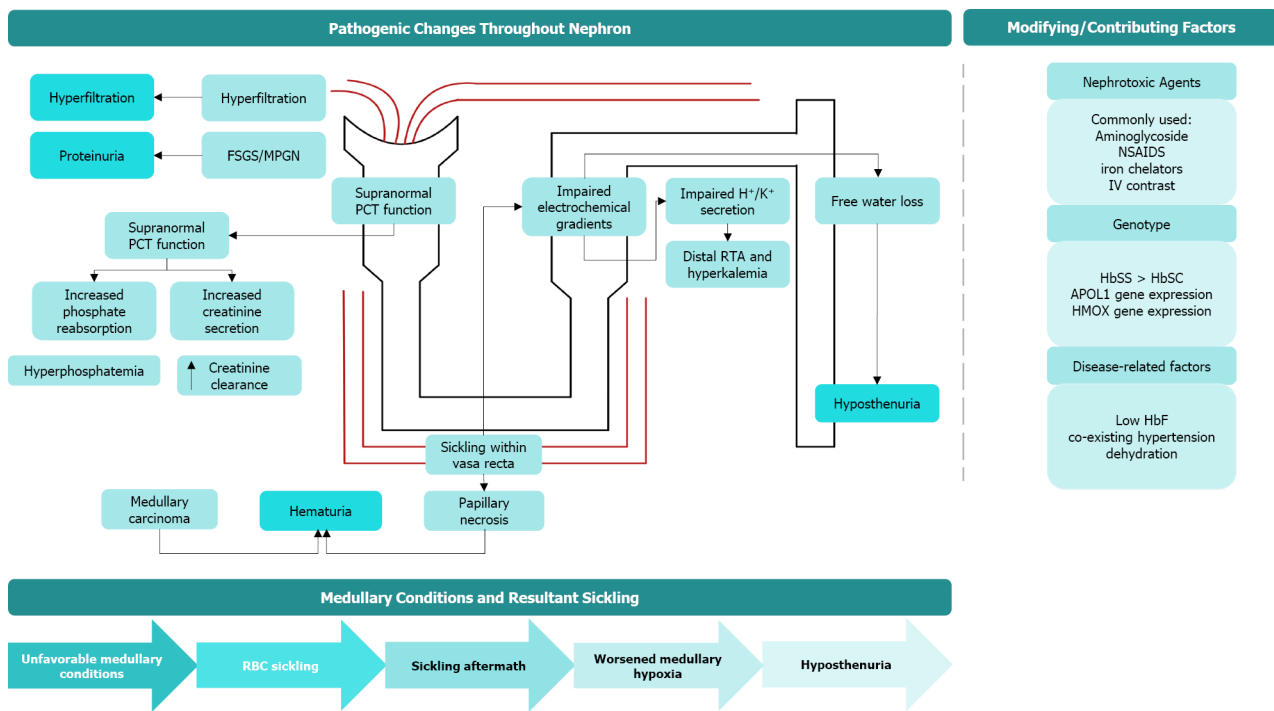 Pathogenic Changes Throughout Nephron
Modifying/Contributing Factors
Hyperfiltration
Hyperfiltration
Proteinuria
FSGS/MPGN
Supranormal
PCT function
Supranormal
PCT function
Increased
phosphate
reabsorption
Increased
creatinine
secretion
Hyperphosphatemia
Creatinine
clearance
Impaired
electrochemical
gradients
Impaired H⁺/K⁺
secretion
Distal RTA and
hyperkalemia
Free water loss
Hyposthenuria
Sickling within
vasa recta
Medullary
carcinoma
Hematuria
Papillary
necrosis
Nephrotoxic Agents
Commonly used:
Aminoglycoside
NSAIDS
iron chelators
IV contrast
Genotype
HbSS > HbSC
APOL1 gene expression
HMOX gene expression
Disease-related factors
Low HbF
co-existing hypertension
dehydration
Medullary Conditions and Resultant Sickling
Unfavorable medullary
conditions
RBC sickling
Sickling aftermath
Worsened medullary
hypoxia
Hyposthenuria